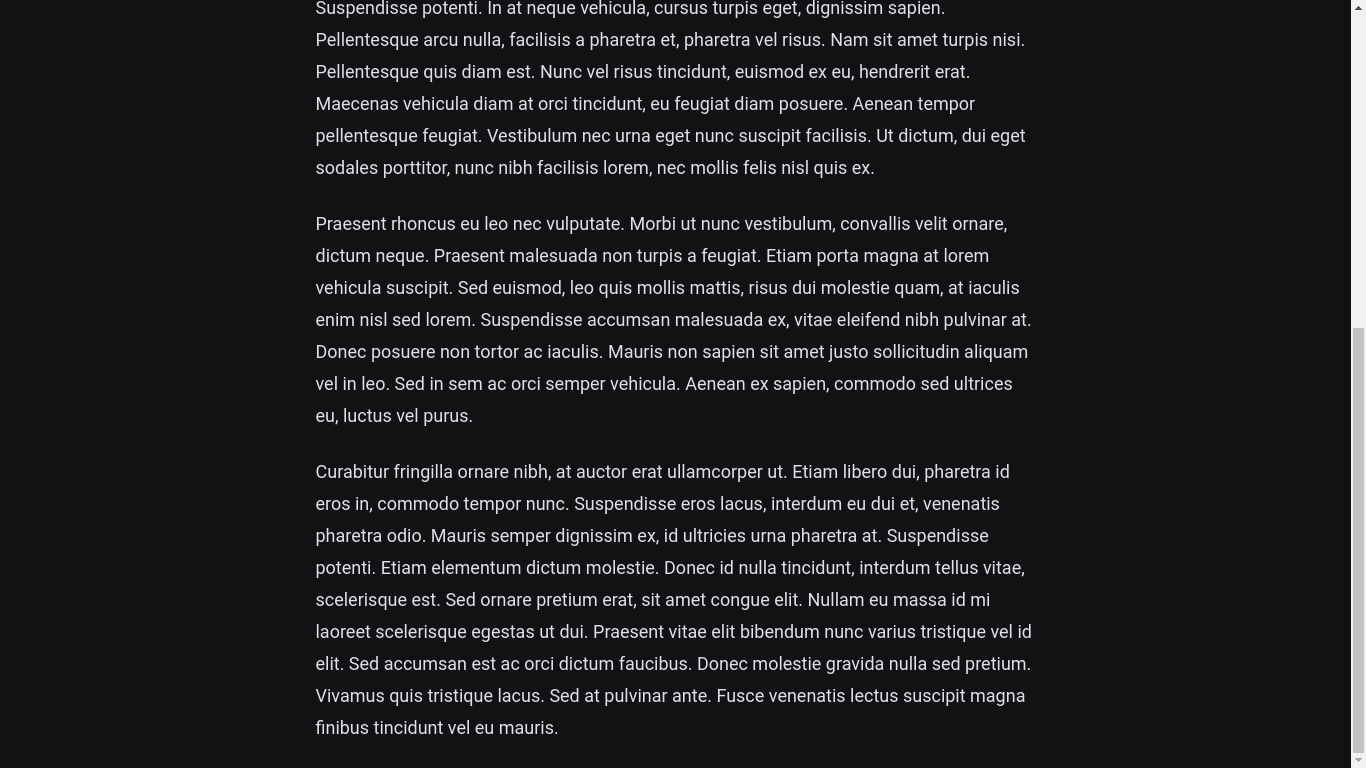 Suspendisse potenti. In at neque vehicula, cursus turpis eget, dignissim sapien.
Pellentesque arcu nulla, facilisis a pharetra et, pharetra vel risus. Nam sit amet turpis nisi.
Pellentesque quis diam est. Nunc vel risus tincidunt, euismod ex eu, hendrerit erat.
Maecenas vehicula diam at orci tincidunt, eu feugiat diam posuere. Aenean tempor
pellentesque feugiat. Vestibulum nec urna eget nunc suscipit facilisis. Ut dictum, dui eget
sodales porttitor, nunc nibh facilisis lorem, nec mollis felis nisl quis ex.
Praesent rhoncus eu leo nec vulputate. Morbi ut nunc vestibulum, convallis velit ornare,
dictum neque. Praesent malesuada non turpis a feugiat. Etiam porta magna at lorem
vehicula suscipit. Sed euismod, leo quis mollis mattis, risus dui molestie quam, at iaculis
enim nisl sed lorem. Suspendisse accumsan malesuada ex, vitae eleifend nibh pulvinar at.
Donec posuere non tortor ac iaculis. Mauris non sapien sit amet justo sollicitudin aliquam
vel in leo. Sed in sem ac orci semper vehicula. Aenean ex sapien, commodo sed ultrices
eu, luctus vel purus.
Curabitur fringilla ornare nibh, at auctor erat ullamcorper ut. Etiam libero dui, pharetra id
eros in, commodo tempor nunc. Suspendisse eros lacus, interdum eu dui et, venenatis
pharetra odio. Mauris semper dignissim ex, id ultricies urna pharetra at. Suspendisse
potenti. Etiam elementum dictum molestie. Donec id nulla tincidunt, interdum tellus vitae,
scelerisque est. Sed ornare pretium erat, sit amet congue elit. Nullam eu massa id mi
laoreet scelerisque egestas ut dui. Praesent vitae elit bibendum nunc varius tristique vel id
elit. Sed accumsan est ac orci dictum faucibus. Donec molestie gravida nulla sed pretium.
Vivamus quis tristique lacus. Sed at pulvinar ante. Fusce venenatis lectus suscipit magna
finibus tincidunt vel eu mauris.